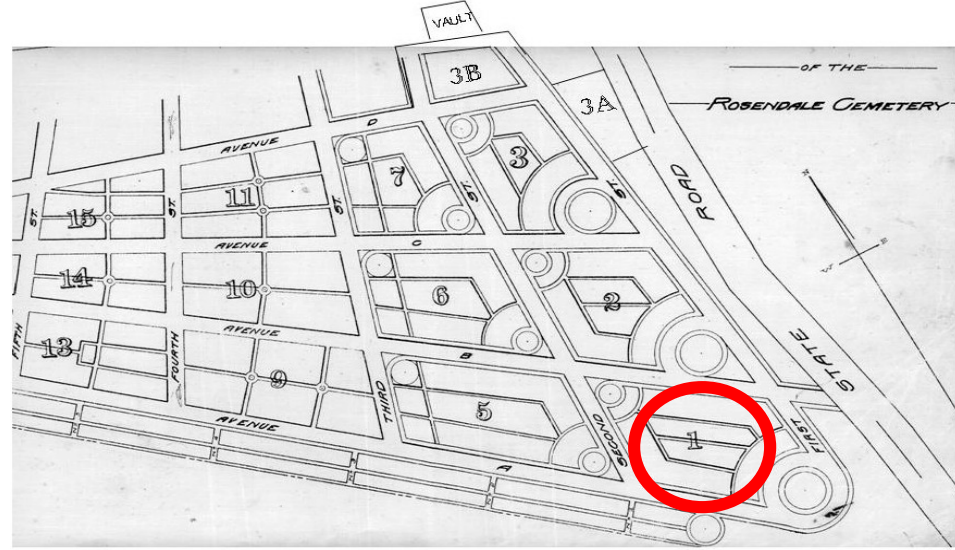 VAULT
OF THE
ROSENDALE CEMETERY
3B
3A
D
AVENUE
7
3
ST.
ST.
ROAD
15
ST.
ST.
11
ST.
AVENUE
C
14
10
6
2
FIFTH
13
FOURTH
AVENUE
9
THIRD
B
5
STATE
SECOND
1
FIRST
AVENUE
A